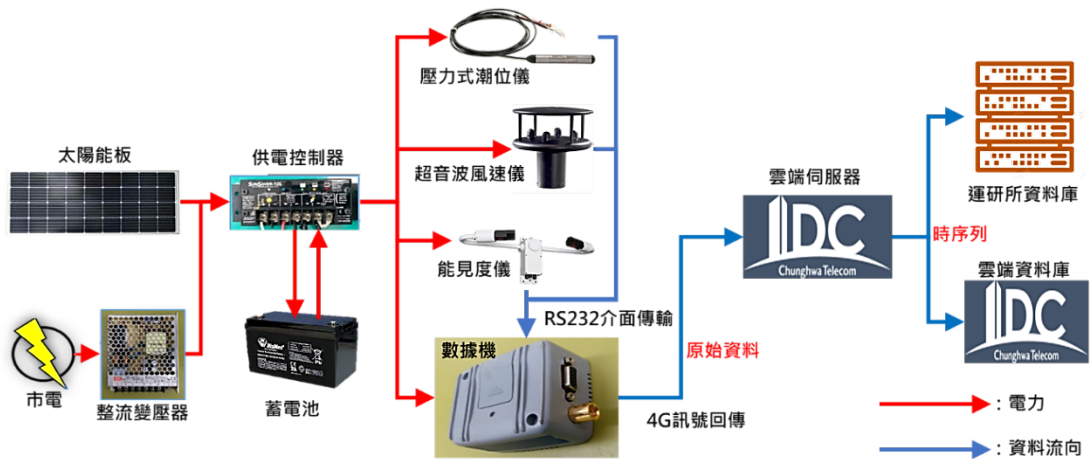 壓力式潮位儀
太陽能板
供電控制器
超音波風速儀
雲端伺服器
運研所資料庫
IDC
Chunghwa Telecom
時序列
能見度儀
雲端資料庫
IDC
Chunghwa Telecom
RS232介面傳輸
數據機
原始資料
市電
整流變壓器
蓄電池
4G訊號回傳
：電力
：資料流向